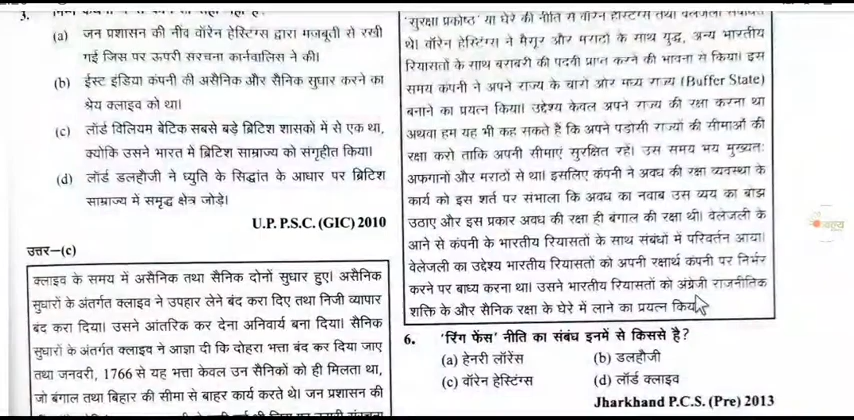 3.
(a) जन प्रशासन की नींव वॉरेन हेस्टिंग्स द्वारा मजबूती से रखी
गई जिस पर ऊपरी संरचना कार्नवालिस ने की।
(b) ईस्ट इंडिया कंपनी की असैनिक और सैनिक सुधार करने का
श्रेय क्लाइव को था।
(c) लॉर्ड विलियम बेंटिक सबसे बड़े ब्रिटिश शासकों में से एक था,
क्योंकि उसने भारत में ब्रिटिश साम्राज्य को संगृहीत किया।
(d) लॉर्ड डलहौजी ने घ्युति के सिद्धांत के आधार पर ब्रिटिश
साम्राज्य में समृद्ध क्षेत्र जोड़े।
U.P. P.S.C. (GIC) 2010
उत्तर—(c)
क्लाइव के समय में असैनिक तथा सैनिक दोनों सुधार हुए। असैनिक
सुधारों के अंतर्गत क्लाइव ने उपहार लेने बंद करा दिए तथा निजी व्यापार
बंद करा दिया। उसने आंतरिक कर देना अनिवार्य बना दिया। सैनिक
सुधारों के अंतर्गत क्लाइव ने आज्ञा दी कि दोहरा भत्ता बंद कर दिया जाए
तथा जनवरी, 1766 से यह भत्ता केवल उन सैनिकों को ही मिलता था,
जो बंगाल तथा बिहार की सीमा से बाहर कार्य करते थे। जन प्रशासन की
'सुरक्षा प्रकोष्ठ' या घेरे की नीति से वॉरेन हेस्टिंग्स तथा वेलेजली
थे। वॉरेन हेस्टिंग्स ने मैसूर और मराठों के साथ युद्ध, अन्य भारतीय
रियासतों के साथ बराबरी की पदवी प्राप्त करने की भावना से किया। इस
समय कंपनी ने अपने राज्य के चारों ओर मध्य राज्य (Buffer State)
बनाने का प्रयत्न किया। उद्देश्य केवल अपने राज्य की रक्षा करना था
अथवा हम यह भी कह सकते हैं कि अपने पड़ोसी राज्यों की सीमाओं की
रक्षा करो ताकि अपनी सीमाएं सुरक्षित रहें। उस समय भय मुख्यतः
अफगानों और मराठों से था। इसलिए कंपनी ने अवध की रक्षा व्यवस्था के
कार्य को इस शर्त पर संभाला कि अवध का नवाब उस व्यय का बोझ
उठाए और इस प्रकार अवध की रक्षा ही बंगाल की रक्षा थी। वेलेजली के
आने से कंपनी के भारतीय रियासतों के साथ संबंधों में परिवर्तन आया।
वेलेजली का उद्देश्य भारतीय रियासतों को अपनी रक्षार्थ कंपनी पर निर्भर
करने पर बाध्य करना था। उसने भारतीय रियासतों को अंग्रेजी राजनीतिक
शक्ति के और सैनिक रक्षा के घेरे में लाने का प्रयत्न किया
6. 'रिंग फेंस' नीति का संबंध इनमें से किससे है?
(a) हेनरी लॉरेंस (b) डलहौजी
(c) वॉरेन हेस्टिंग्स (d) लॉर्ड क्लाइव
Jharkhand P.C.S. (Pre) 2013